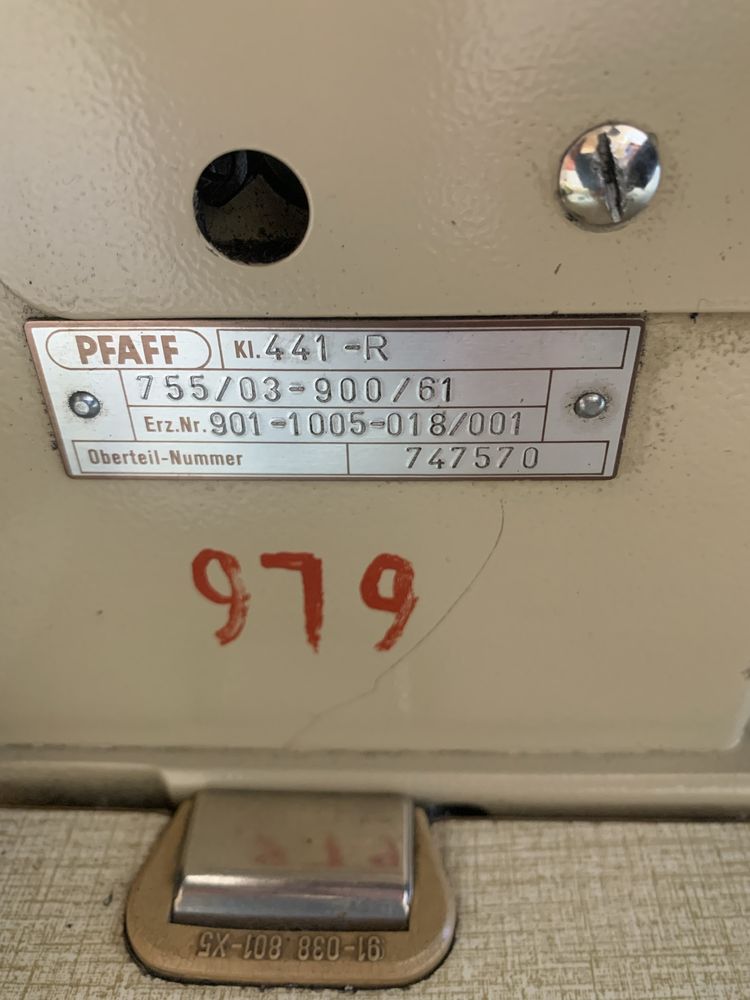 PFAFF Kl. 441-R
755/03-900/61
Erz.Nr. 901-1005-018/001
Oberteil-Nummer 747570
979
91-038 801-X5